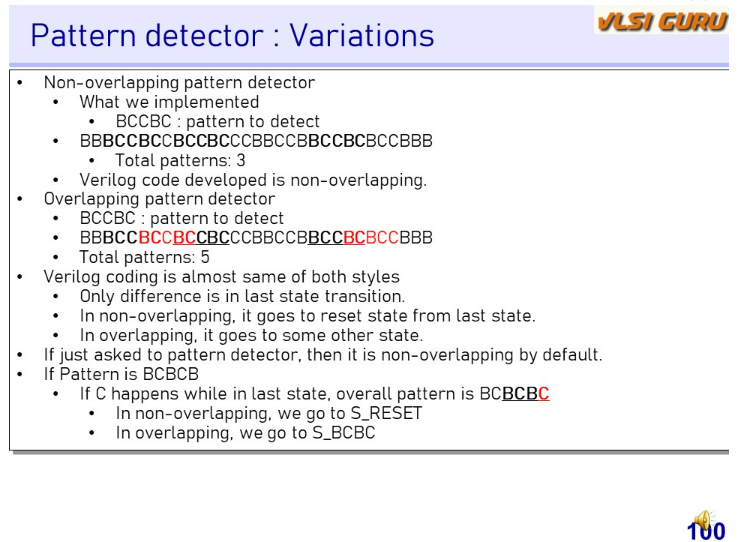 100
Pattern detector : Variations
VLSI GURU
• Non-overlapping pattern detector
• What we implemented
• BCCBC : pattern to detect
• BBBCCBCCBCCBCCCBBCCBBCCBCBCCBBB
• Total patterns: 3
• Verilog code developed is non-overlapping.
• Overlapping pattern detector
• BCCBC : pattern to detect
• BBBCCBCCBCCBCCCBBCCBBCCBCBCCBBB
• Total patterns: 5
• Verilog coding is almost same of both styles
• Only difference is in last state transition.
• In non-overlapping, it goes to reset state from last state.
• In overlapping, it goes to some other state.
• If just asked to pattern detector, then it is non-overlapping by default.
• If Pattern is BCBCB
• If C happens while in last state, overall pattern is BCBCBC
• In non-overlapping, we go to S_RESET
• In overlapping, we go to S_BCBC
100